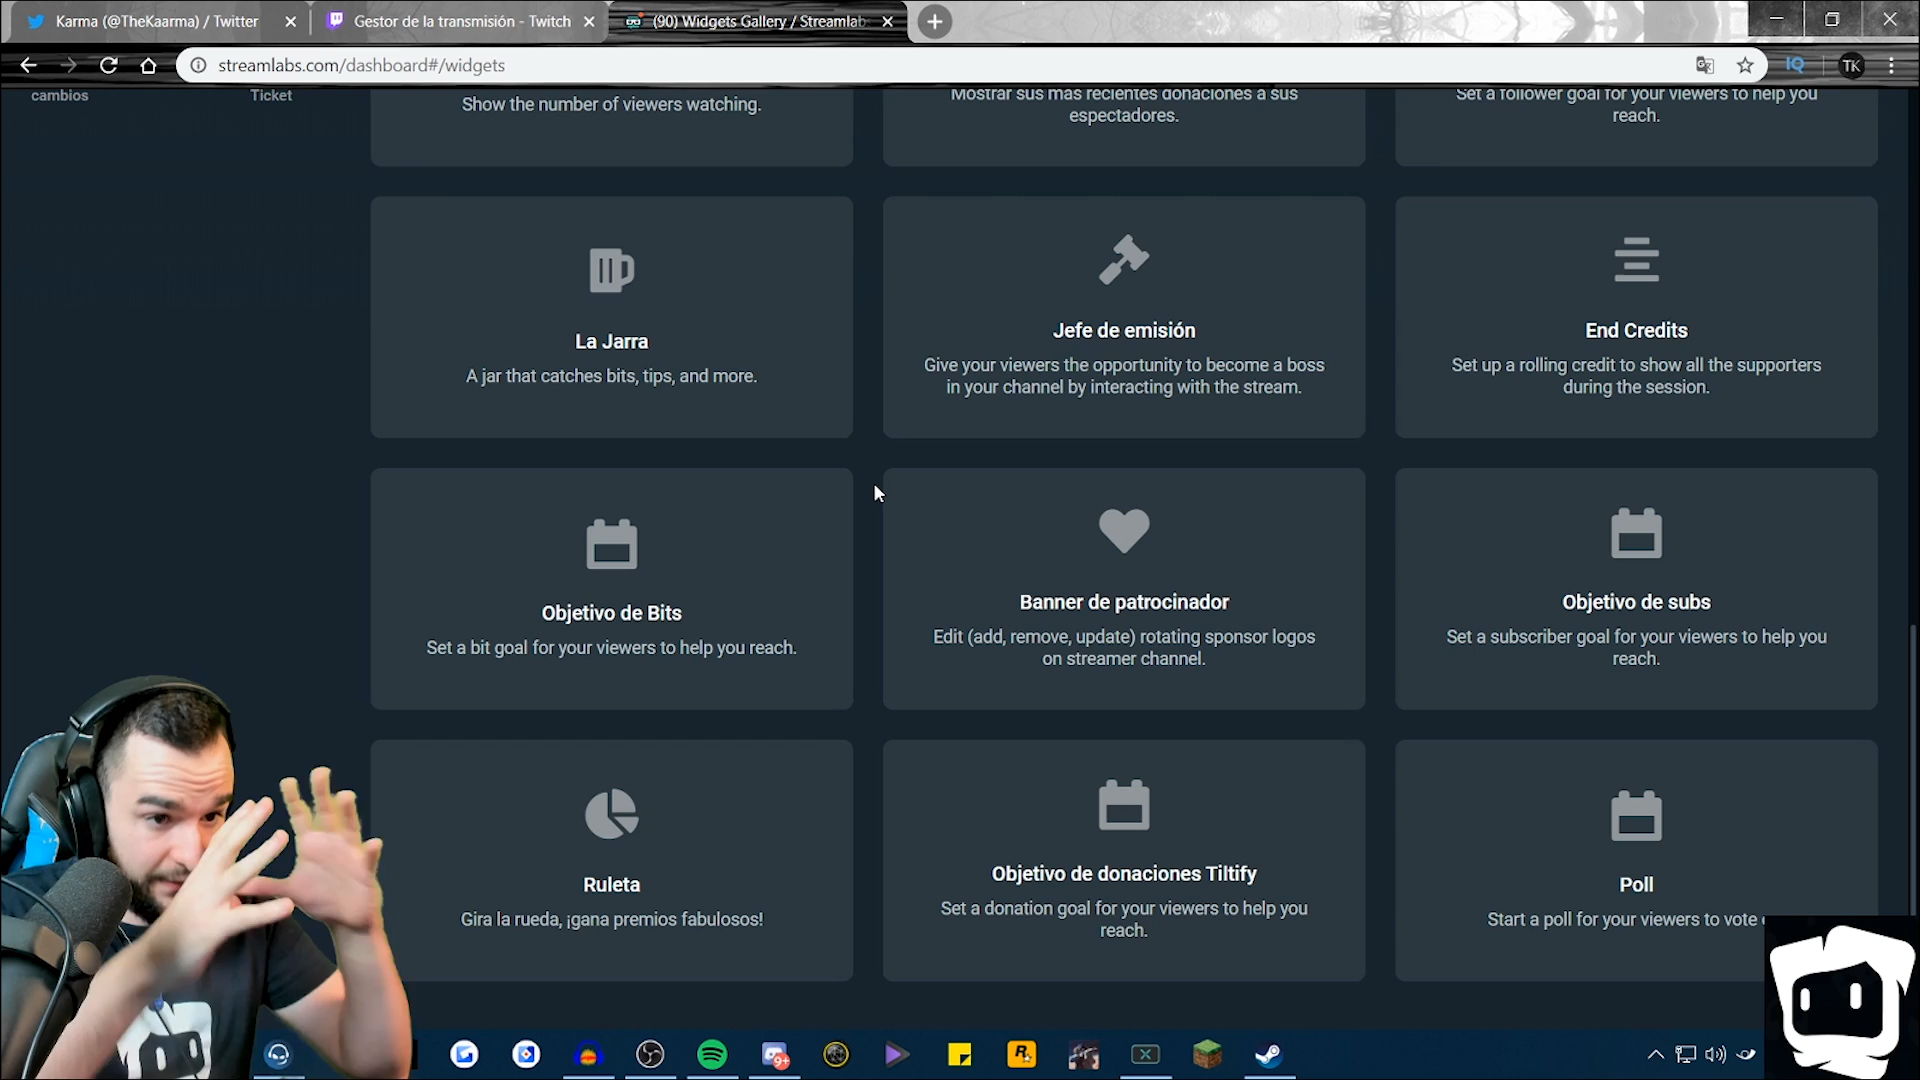 Karma (@TheKaarma) / Twitter
Gestor de la transmisión - Twitch
(90) Widgets Gallery / Streamlab
streamlabs.com/dashboard#/widgets
IQ
TK
cambios
Ticket
Show the number of viewers watching.
Mostrar sus más recientes donaciones a sus
espectadores.
Set a follower goal for your viewers to help you
reach.
La Jarra
A jar that catches bits, tips, and more.
Jefe de emisión
Give your viewers the opportunity to become a boss
in your channel by interacting with the stream.
End Credits
Set up a rolling credit to show all the supporters
during the session.
Objetivo de Bits
Set a bit goal for your viewers to help you reach.
Banner de patrocinador
Edit (add, remove, update) rotating sponsor logos
on streamer channel.
Objetivo de subs
Set a subscriber goal for your viewers to help you
reach.
Ruleta
Gira la rueda, ¡gana premios fabulosos!
Objetivo de donaciones Tiltify
Set a donation goal for your viewers to help you
reach.
Poll
Start a poll for your viewers to vote
9+
R